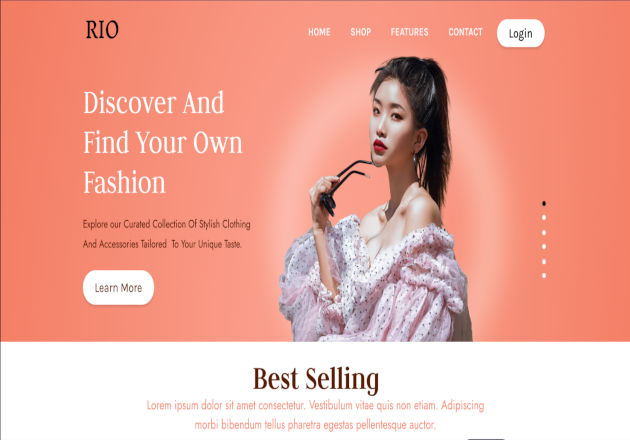 RIO
HOME SHOP FEATURES CONTACT Login
Discover And
Find Your Own
Fashion
Explore our Curated Collection Of Stylish Clothing
And Accessories Tailored To Your Unique Taste.
Learn More
Best Selling
Lorem ipsum dolor sit amet consectetur. Vestibulum vitae quis non etiam. Adipiscing
morbi bibendum tellus pharetra egestas pellentesque auctor.